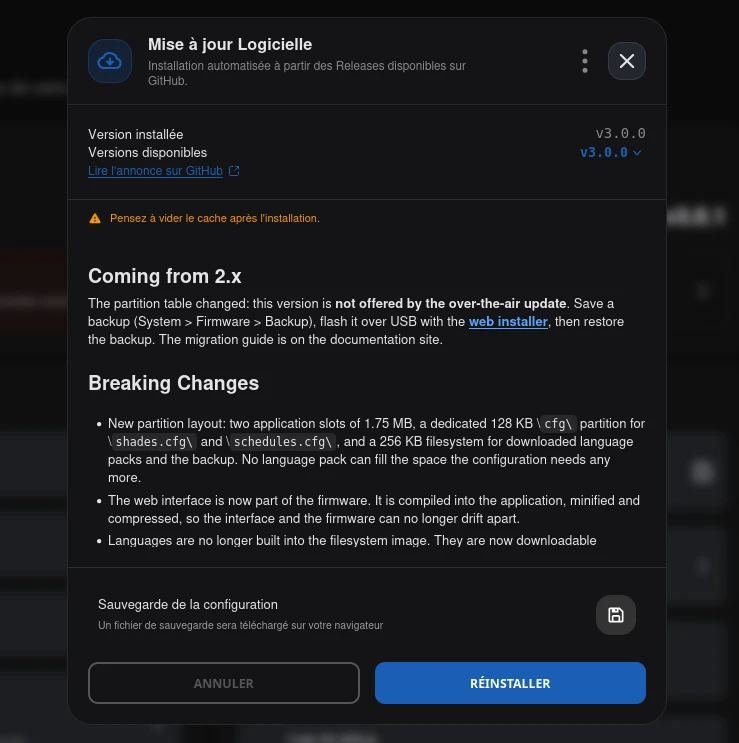 Mise à jour Logicielle
Installation automatisée à partir des Releases disponibles sur
GitHub.
Version installée
v3.0.0
Versions disponibles
v3.0.0
Lire l'annonce sur GitHub
Pensez à vider le cache après l'installation.
Coming from 2.x
The partition table changed: this version is not offered by the over-the-air update. Save a
backup (System > Firmware > Backup), flash it over USB with the web installer, then restore
the backup. The migration guide is on the documentation site.
Breaking Changes
• New partition layout: two application slots of 1.75 MB, a dedicated 128 KB \cfg\ partition for
\shades.cfg\ and \schedules.cfg\, and a 256 KB filesystem for downloaded language
packs and the backup. No language pack can fill the space the configuration needs any
more.
• The web interface is now part of the firmware. It is compiled into the application, minified and
compressed, so the interface and the firmware can no longer drift apart.
• Languages are no longer built into the filesystem image. They are now downloadable
Sauvegarde de la configuration
Un fichier de sauvegarde sera téléchargé sur votre navigateur
ANNULER
RÉINSTALLER